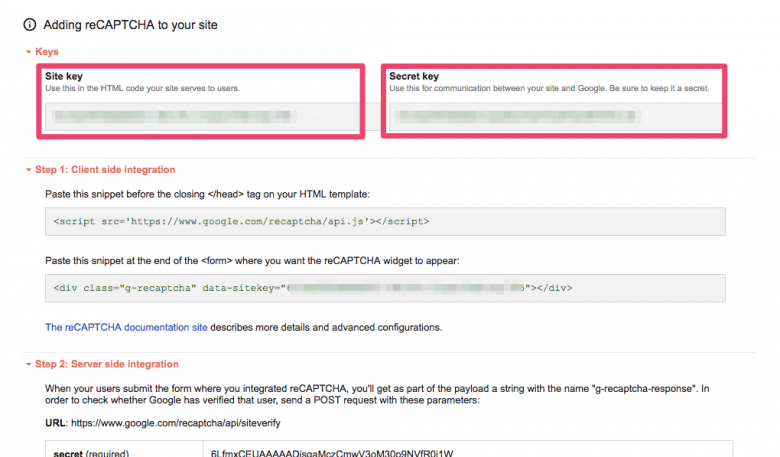 Adding reCAPTCHA to your site
Keys
Site key
Use this in the HTML code your site serves to users.
Secret key
Use this for communication between your site and Google. Be sure to keep it a secret.
Step 1: Client side integration
Paste this snippet before the closing </head> tag on your HTML template:
<script src='https://www.google.com/recaptcha/api.js'></script>
Paste this snippet at the end of the <form> where you want the reCAPTCHA widget to appear:
<div class="g-recaptcha" data-sitekey=" "></div>
The reCAPTCHA documentation site describes more details and advanced configurations.
Step 2: Server side integration
When your users submit the form where you integrated reCAPTCHA, you'll get as part of the payload a string with the name "g-recaptcha-response". In
order to check whether Google has verified that user, send a POST request with these parameters:
URL: https://www.google.com/recaptcha/api/siteverify
secret (required)